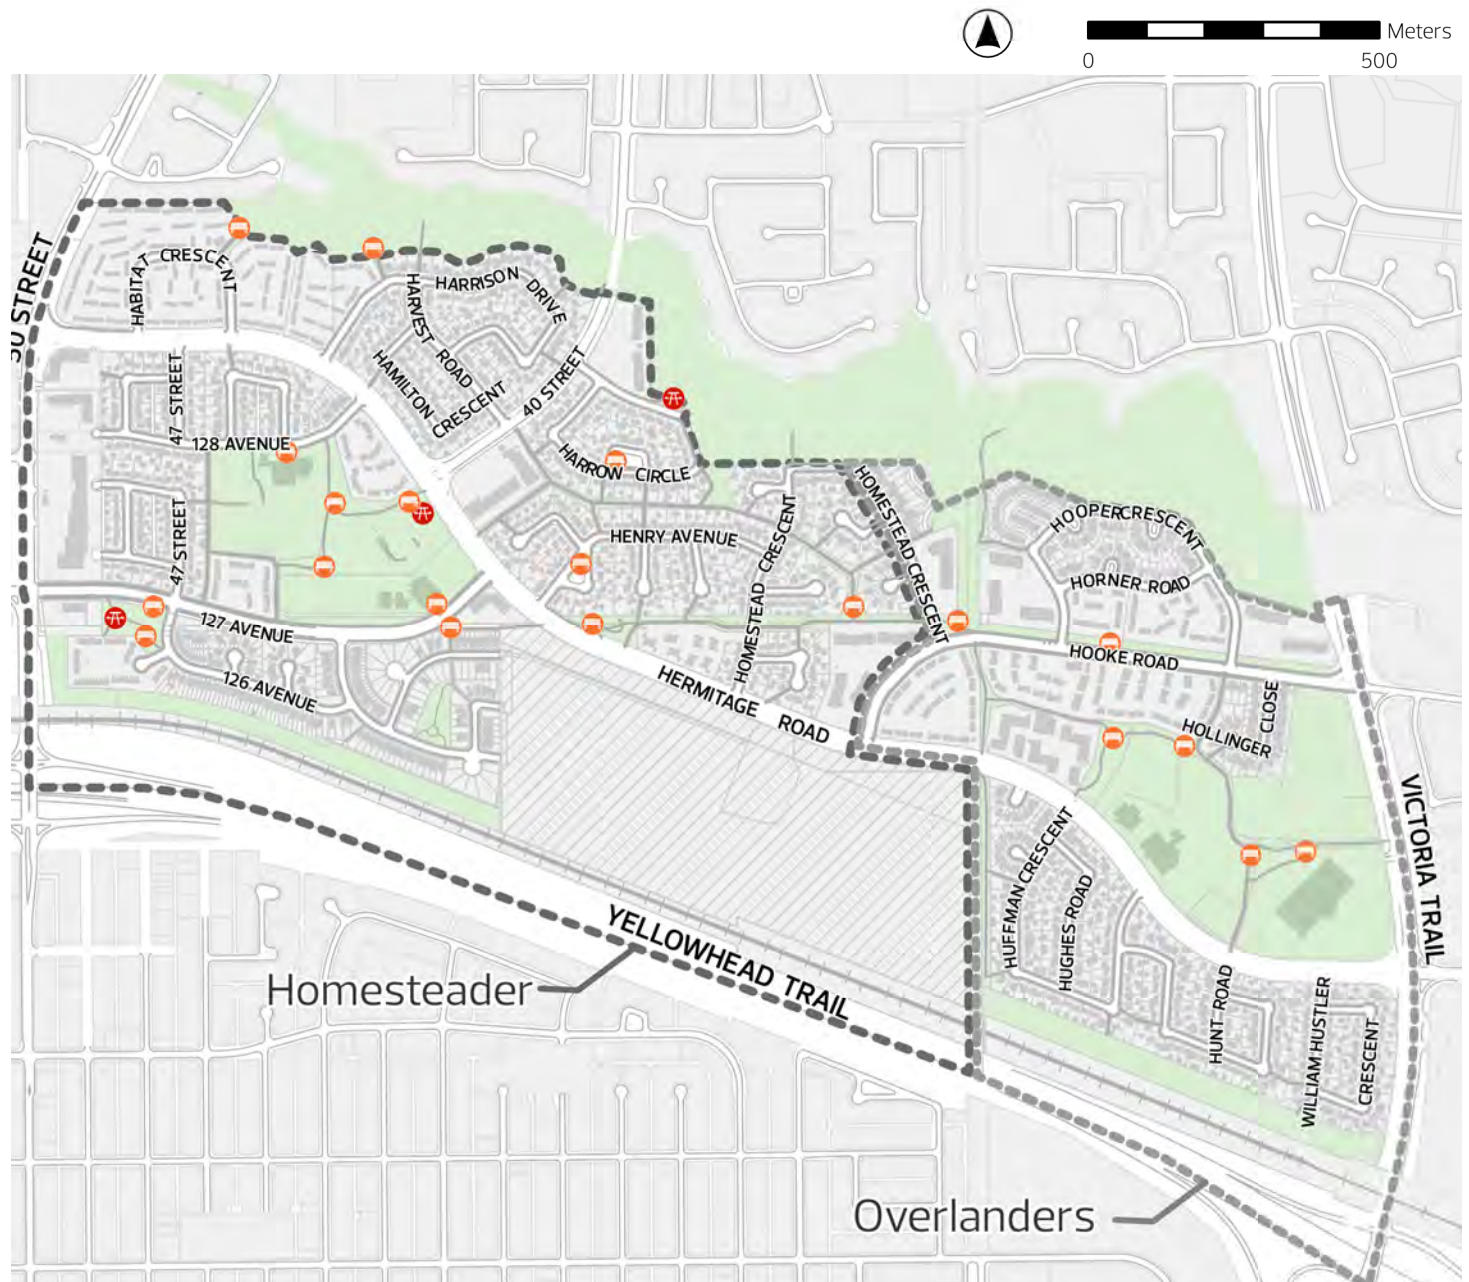 Meters
0 500
50 STREET
HABITAT CRESCENT
HARRISON DRIVE
HARVEST ROAD
HAMILTON CRESCENT
40 STREET
47 STREET
128 AVENUE
HARROW CIRCLE
HOMESTEAD CRESCENT
HOOPER CRESCENT
47 STREET
HENRY AVENUE
HOMESTEAD CRESCENT
HORNER ROAD
127 AVENUE
HOOKE ROAD
126 AVENUE
HERMITAGE ROAD
HOLLINGER CLOSE
VICTORIA TRAIL
HUFFMAN CRESCENT
HUGHES ROAD
YELLOWHEAD TRAIL
Homesteader
HUNT ROAD
WILLIAM HUSTLER CRESCENT
Overlanders